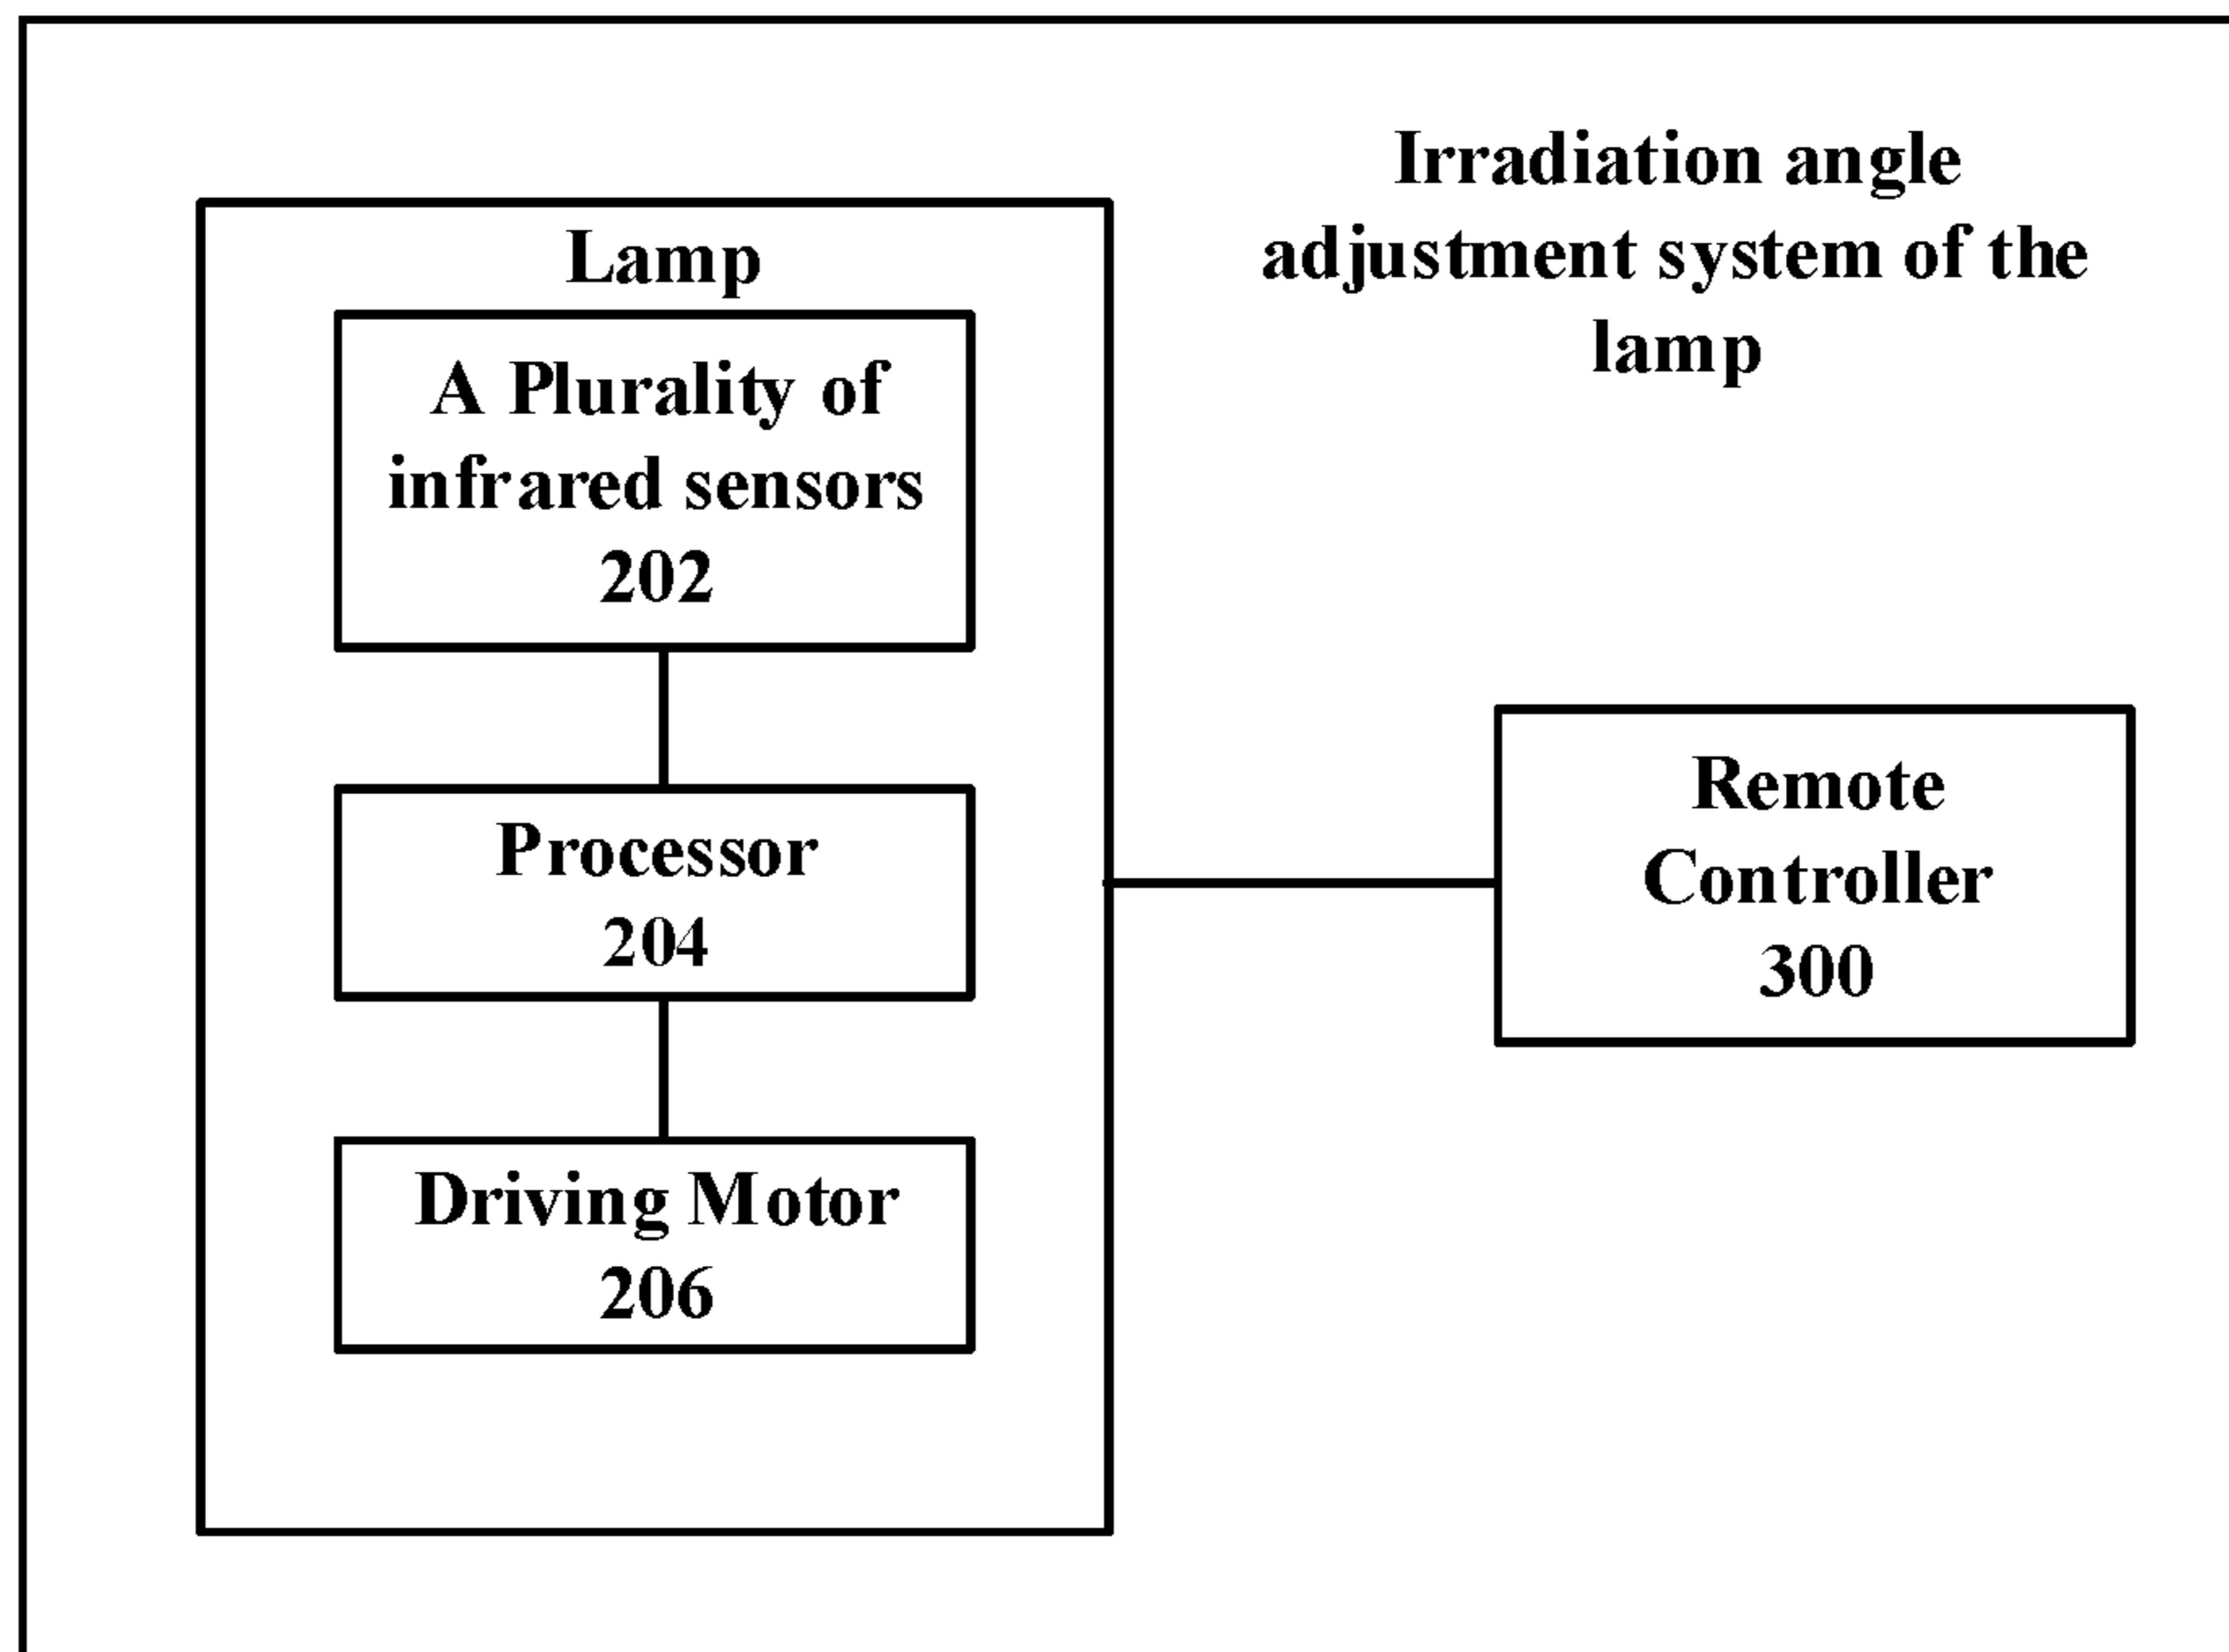 Irradiation angle
adjustment system of the
lamp
Lamp
A Plurality of
infrared sensors
202
Processor
204
Driving Motor
206
Remote
Controller
300